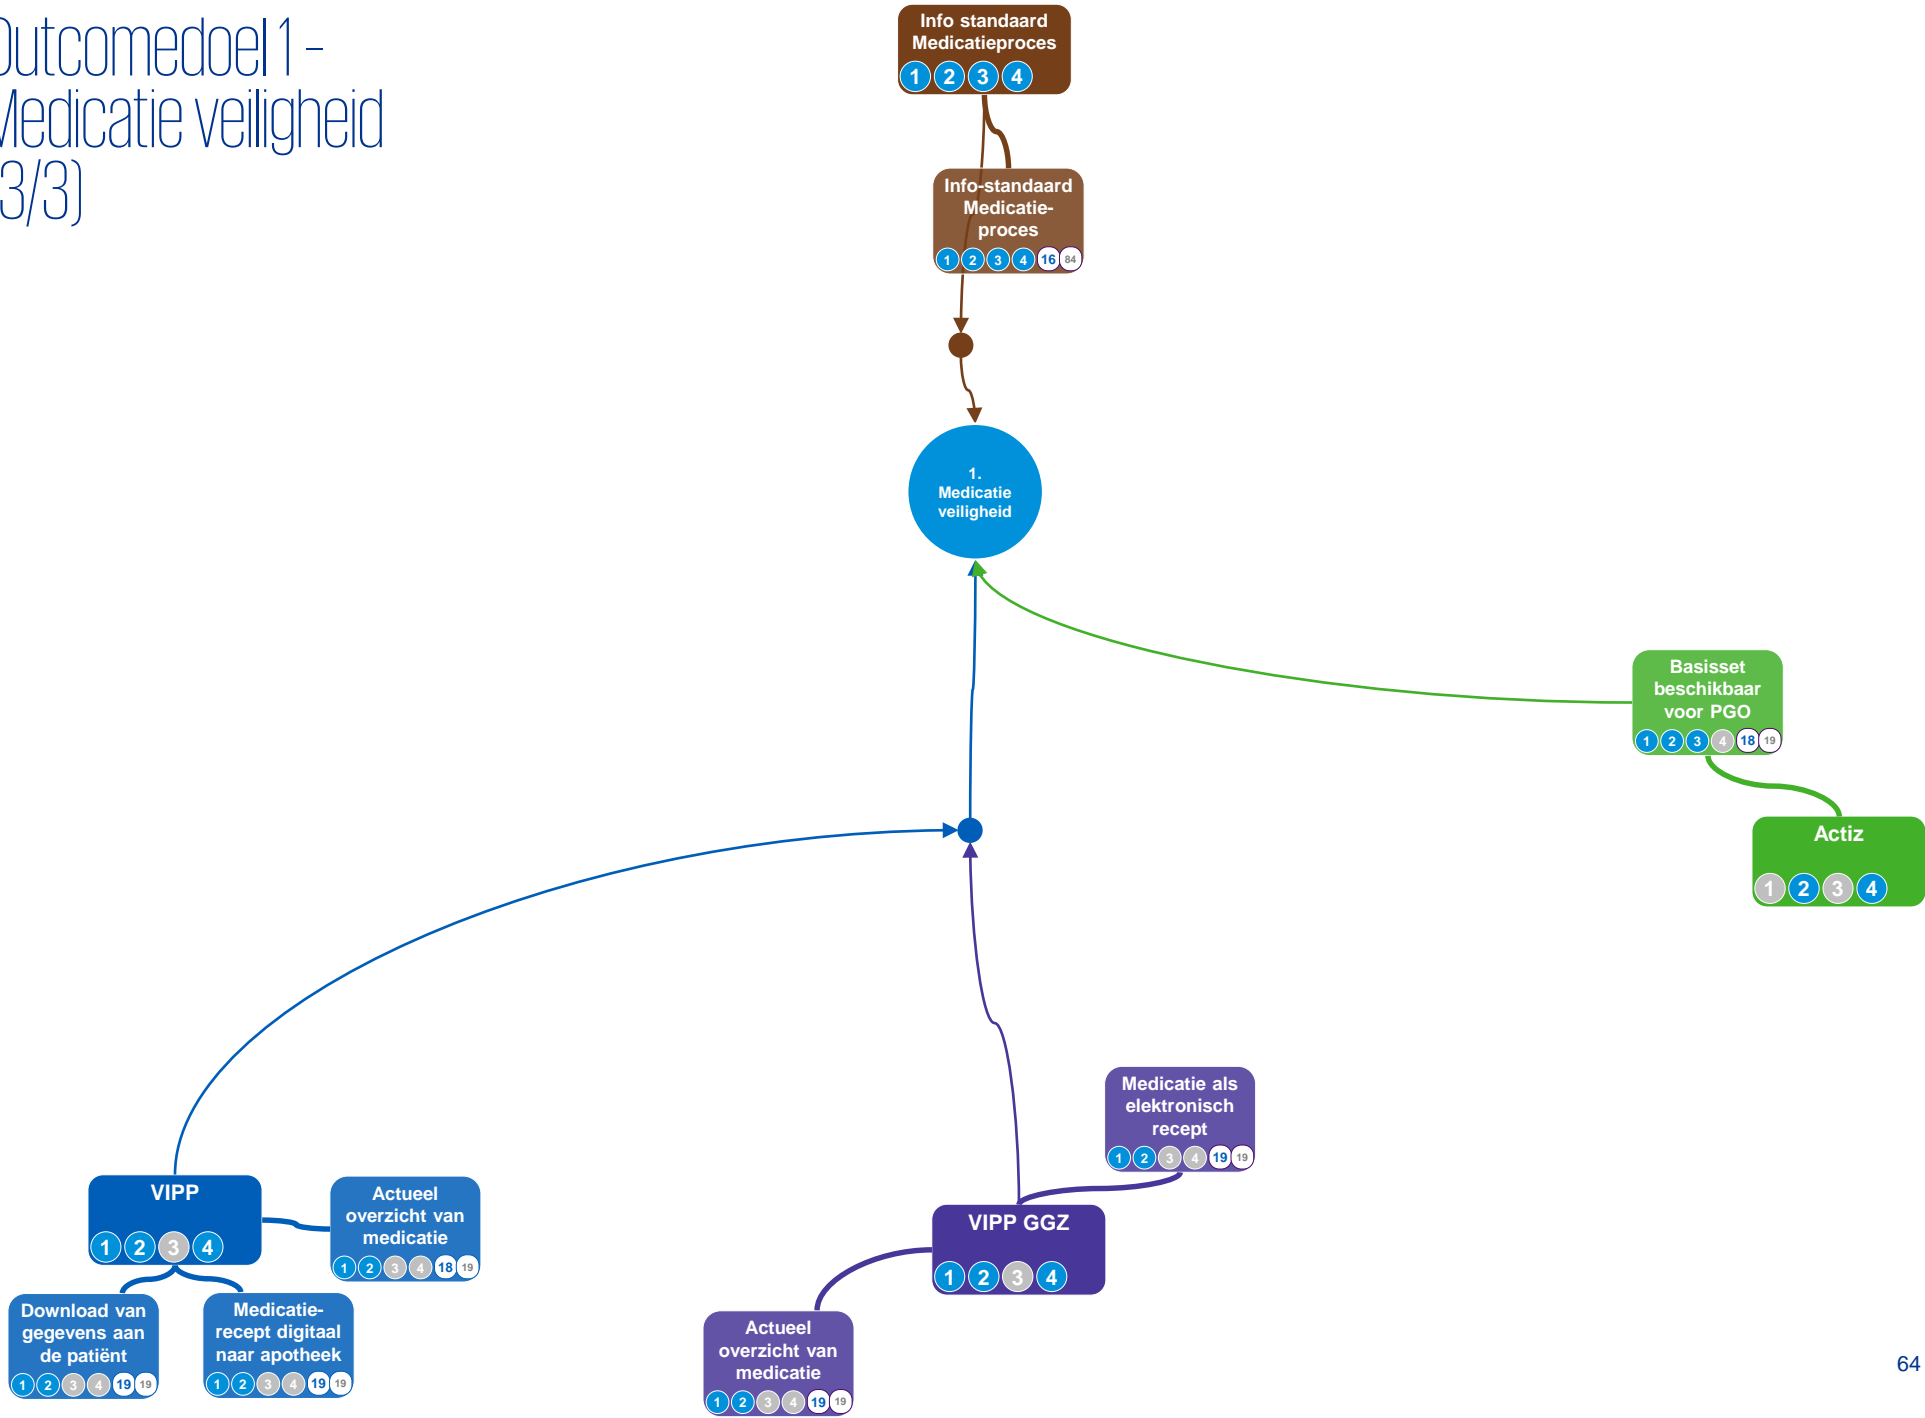 Outcomedoel 1 –
Medicatie veiligheid
(3/3)
Info standaard
Medicatieproces
1 2 3 4
Info-standaard
Medicatie-
proces
1 2 3 4 16 84
1.
Medicatie
veiligheid
Basisset
beschikbaar
voor PGO
1 2 3 4 18 19
Actiz
1 2 3 4
Medicatie als
elektronisch
recept
1 2 3 4 19 19
VIPP
1 2 3 4
Actueel
overzicht van
medicatie
1 2 3 4 18 19
VIPP GGZ
1 2 3 4
Download van
gegevens aan
de patiënt
1 2 3 4 19 19
Medicatie-
recept digitaal
naar apotheek
1 2 3 4 19 19
Actueel
overzicht van
medicatie
1 2 3 4 19 19
64